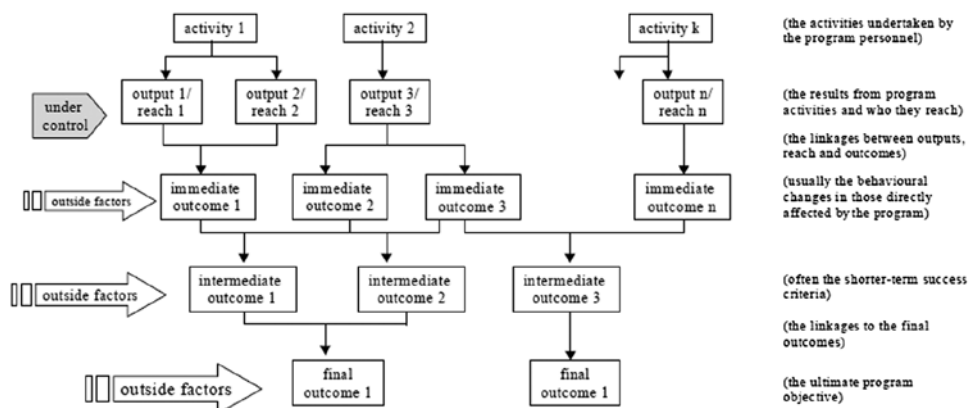 activity 1
activity 2
activity k
(the activities undertaken by
the program personnel)
under
control
output 1/
reach 1
output 2/
reach 2
output 3/
reach 3
output n/
reach n
(the results from program
activities and who they reach)
(the linkages between outputs,
reach and outcomes)
outside factors
immediate
outcome 1
immediate
outcome 2
immediate
outcome 3
immediate
outcome n
(usually the behavioural
changes in those directly
affected by the program)
outside factors
intermediate
outcome 1
intermediate
outcome 2
intermediate
outcome 3
(often the shorter-term success
criteria)
(the linkages to the final
outcomes)
outside factors
final
outcome 1
final
outcome 1
(the ultimate program
objective)